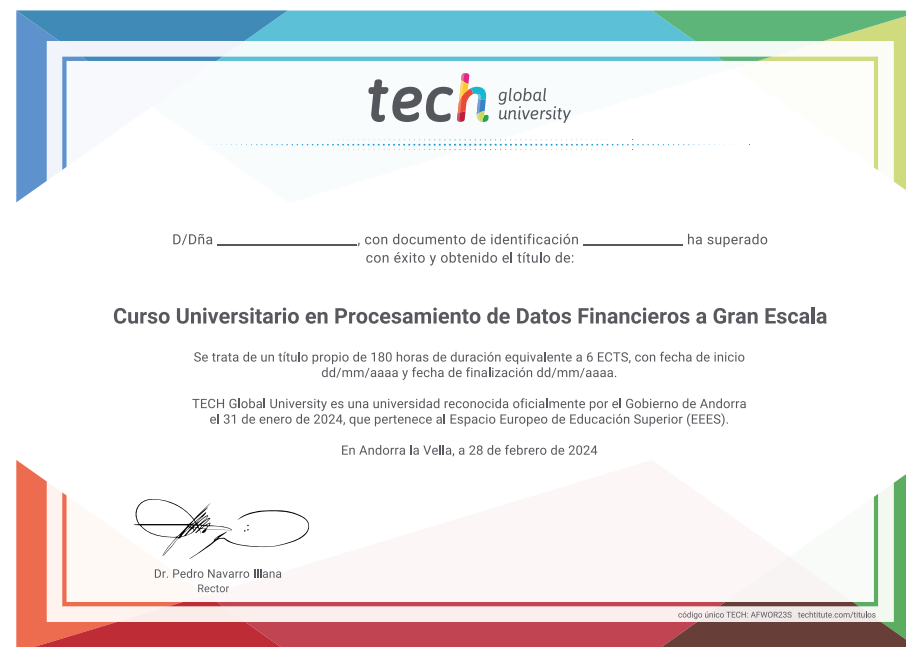 tech global
university
D/Dña ____________________, con documento de identificación ______________ ha superado
con éxito y obtenido el título de:
Curso Universitario en Procesamiento de Datos Financieros a Gran Escala
Se trata de un título propio de 180 horas de duración equivalente a 6 ECTS, con fecha de inicio
dd/mm/aaaa y fecha de finalización dd/mm/aaaa.
TECH Global University es una universidad reconocida oficialmente por el Gobierno de Andorra
el 31 de enero de 2024, que pertenece al Espacio Europeo de Educación Superior (EEES).
En Andorra la Vella, a 28 de febrero de 2024
Dr. Pedro Navarro Illana
Rector
código único TECH: AFWOR23S techtitute.com/titulos